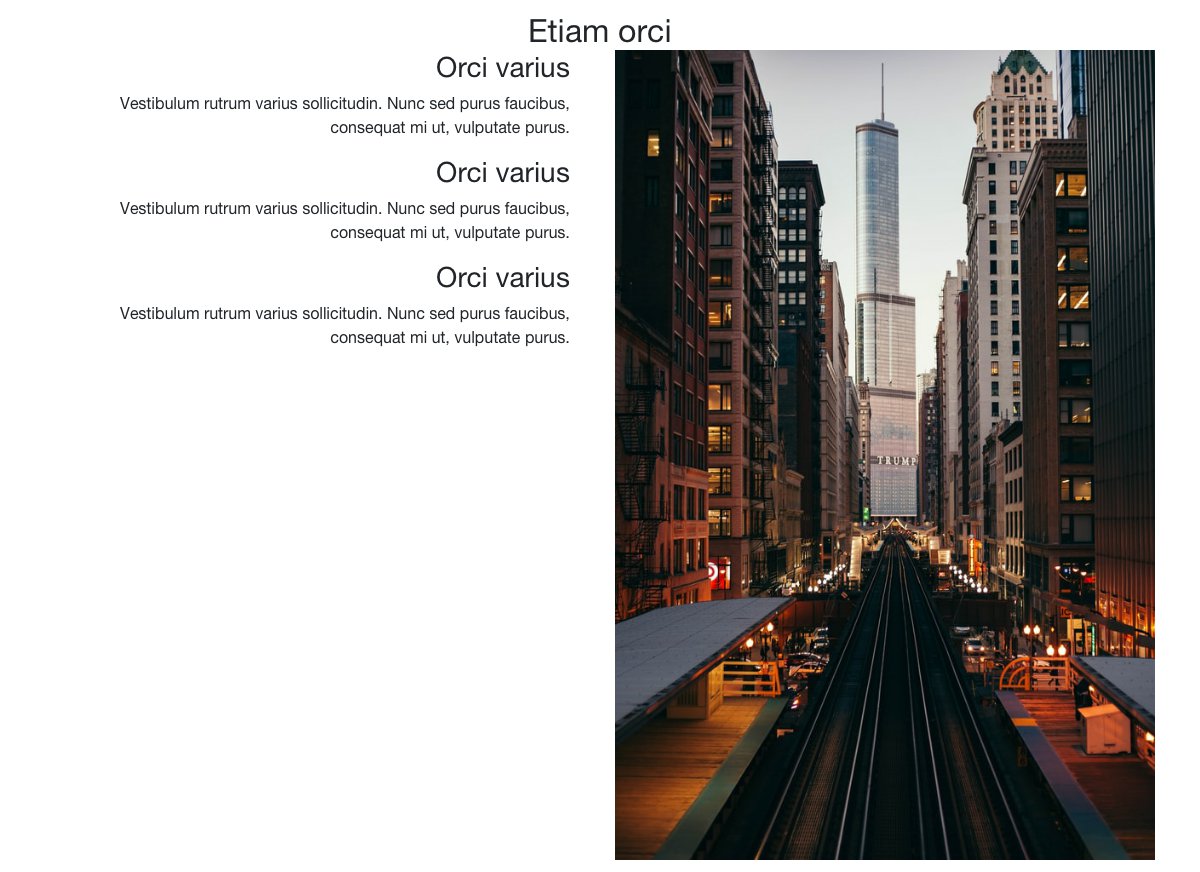 Etiam orci
Orci varius
Vestibulum rutrum varius sollicitudin. Nunc sed purus faucibus,
consequat mi ut, vulputate purus.
Orci varius
Vestibulum rutrum varius sollicitudin. Nunc sed purus faucibus,
consequat mi ut, vulputate purus.
Orci varius
Vestibulum rutrum varius sollicitudin. Nunc sed purus faucibus,
consequat mi ut, vulputate purus.
TRUMP